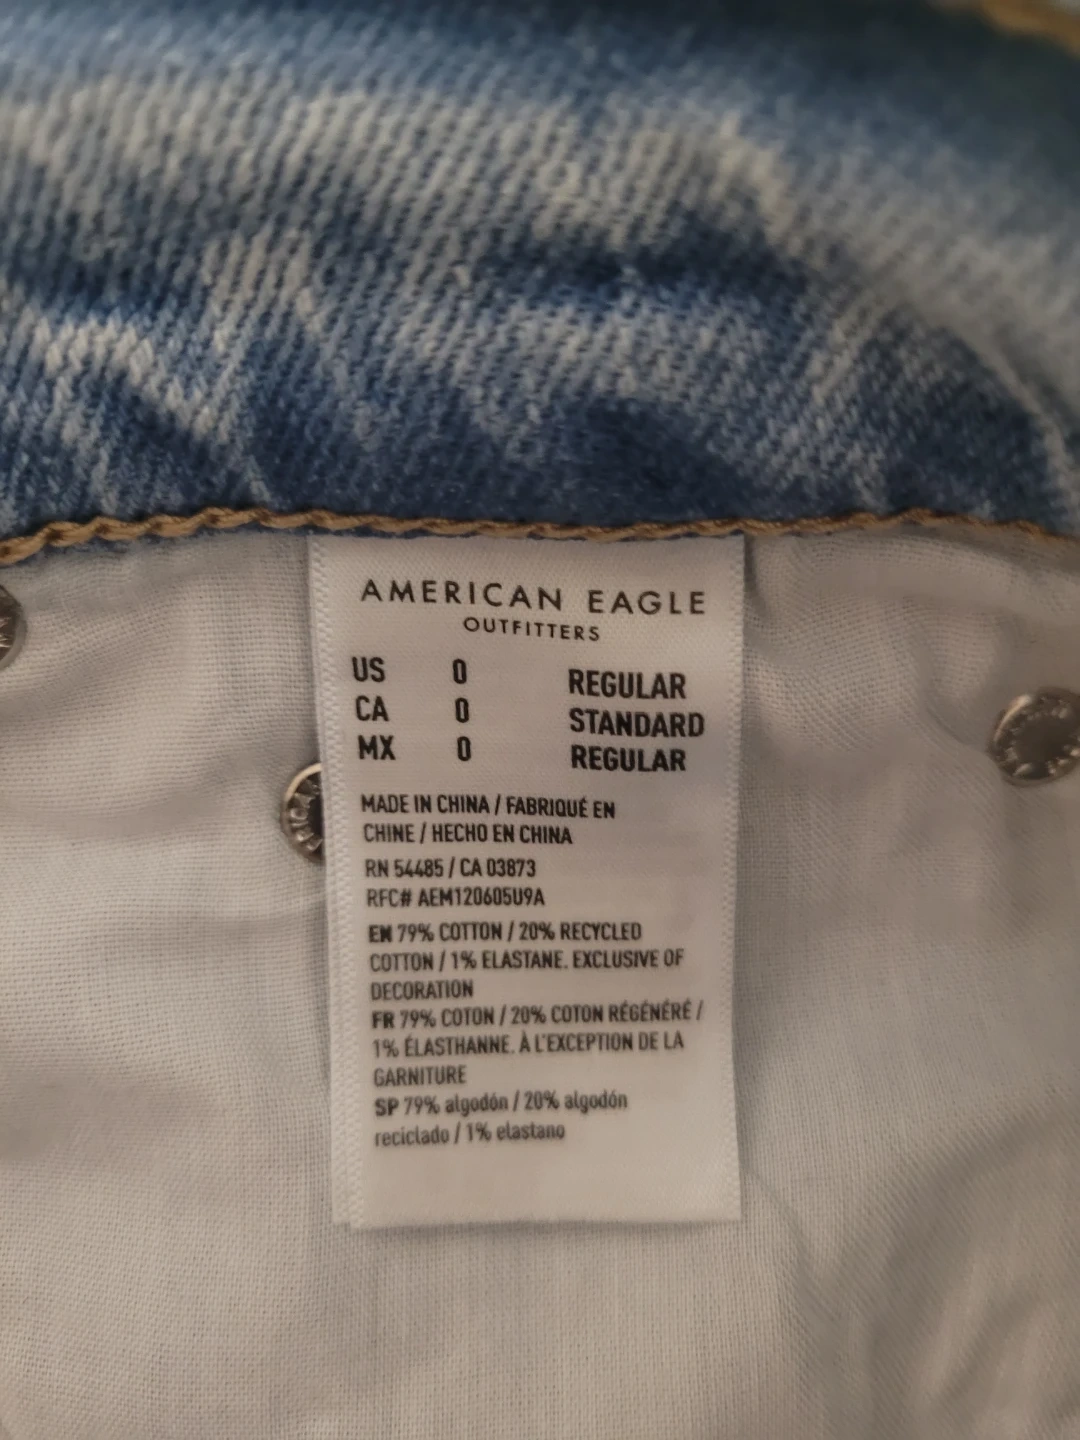 AMERICAN EAGLE
OUTFITTERS
US 0 REGULAR
CA 0 STANDARD
MX 0 REGULAR
MADE IN CHINA / FABRIQUÉ EN
CHINE / HECHO EN CHINA
RN 54485 / CA 03873
RFC# AEM120605U9A
EN 79% COTTON / 20% RECYCLED
COTTON / 1% ELASTANE. EXCLUSIVE OF
DECORATION
FR 79% COTON / 20% COTON RÉGÉNÉRÉ /
1% ÉLASTHANNE. À L'EXCEPTION DE LA
GARNITURE
SP 79% algodón / 20% algodón
reciclado / 1% elastano